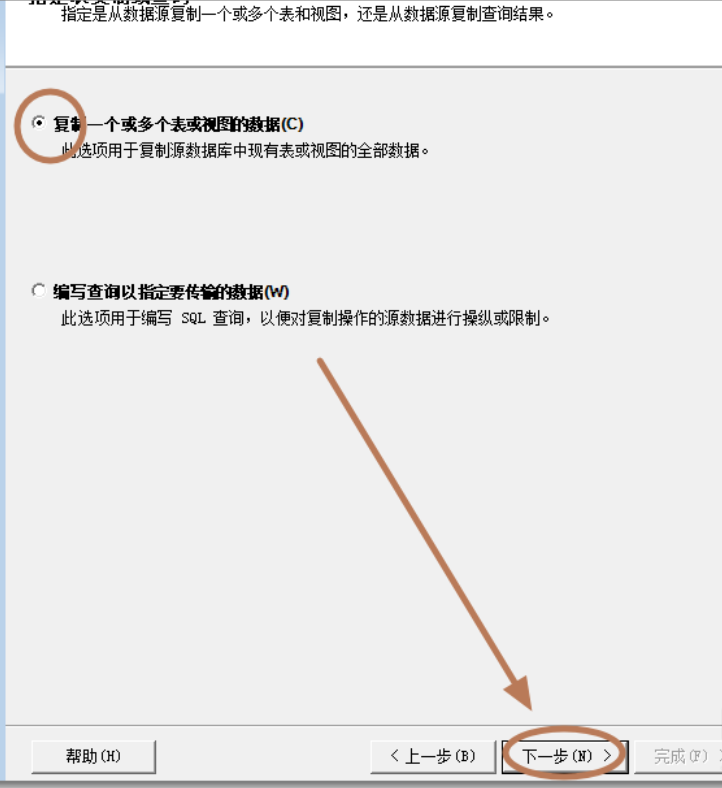 指定是从数据源复制一个或多个表和视图，还是从数据源复制查询结果。
复制一个或多个表或视图的数据(C)
此选项用于复制源数据库中现有表或视图的全部数据。
编写查询以指定要传输的数据(W)
此选项用于编写 SQL 查询，以便对复制操作的源数据进行操纵或限制。
帮助(H)
< 上一步(B)
下一步(N) >
完成(F)